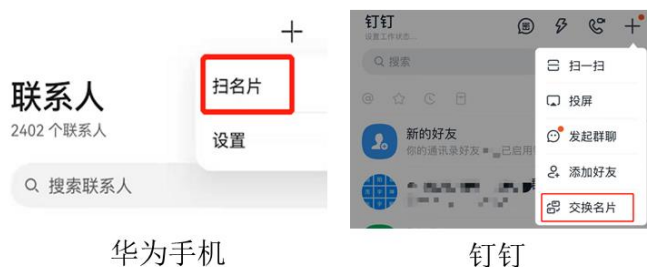 联系人
2402 个联系人
搜索联系人
扫名片
设置
华为手机
钉钉
设置工作状态...
搜索
新的好友
你的通讯录好友
已启用
扫一扫
投屏
发起群聊
添加好友
交换名片
钉钉